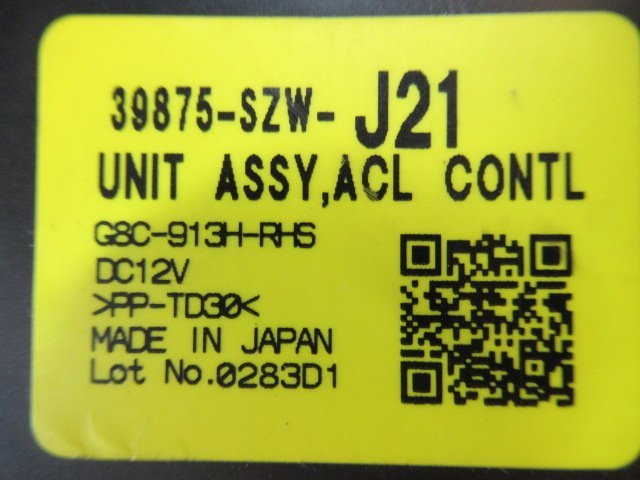 39875-SZW-J21
UNIT ASSY,ACL CONTL
G8C-913H-RHS
DC12V
>PP-TD30<
MADE IN JAPAN
Lot No.0283D1